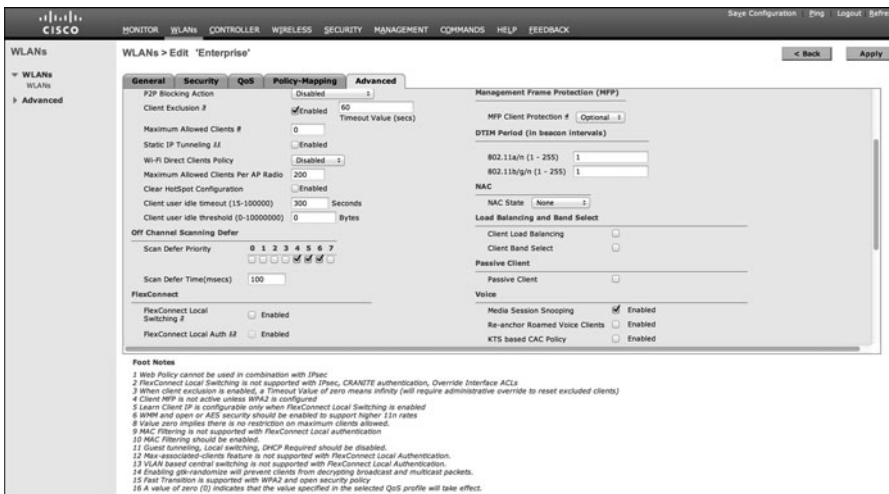 Save Configuration Ping Logout Refre
CISCO
MONITOR WLANs CONTROLLER WIRELESS SECURITY MANAGEMENT COMMANDS HELP FEEDBACK
WLANs
WLANs > Edit 'Enterprise'
< Back Apply
WLANs
WLANs
Advanced
General Security QoS Policy-Mapping Advanced
P2P Blocking Action Disabled
Client Exclusion 3 Enabled 60
Timeout Value (secs)
Maximum Allowed Clients 8 0
Static IP Tunneling 11 Enabled
Wi-Fi Direct Clients Policy Disabled
Maximum Allowed Clients Per AP Radio 200
Clear HotSpot Configuration Enabled
Client user idle timeout (15-100000) 300 Seconds
Client user idle threshold (0-10000000) 0 Bytes
Off Channel Scanning Defer
Scan Defer Priority 0 1 2 3 4 5 6 7
Scan Defer Time(msecs) 100
FlexConnect
FlexConnect Local
Switching 2 Enabled
FlexConnect Local Auth 12 Enabled
Management Frame Protection (MFP)
MFP Client Protection 4 Optional
DTIM Period (in beacon intervals)
802.11a/n (1 - 255) 1
802.11b/g/n (1 - 255) 1
NAC
NAC State None
Load Balancing and Band Select
Client Load Balancing
Client Band Select
Passive Client
Passive Client
Voice
Media Session Snooping Enabled
Re-anchor Roamed Voice Clients Enabled
KTS based CAC Policy Enabled
Foot Notes
1 Web Policy cannot be used in combination with IPsec
2 FlexConnect Local Switching is not supported with IPsec, CRANITE authentication, Override Interface ACLs
3 When client exclusion is enabled, a Timeout Value of zero means infinity (will require administrative override to reset excluded clients)
4 Client MFP is not active unless WPA2 is configured
5 Learn Client IP is configurable only when FlexConnect Local Switching is enabled
6 WMM and open or AES security should be enabled to support higher 11n rates
8 Value zero implies there is no restriction on maximum clients allowed.
9 MAC Filtering is not supported with FlexConnect Local authentication
10 MAC Filtering should be enabled.
11 Guest tunneling, Local switching, DHCP Required should be disabled.
12 Max-associated-clients feature is not supported with FlexConnect Local Authentication.
13 VLAN based central switching is not supported with FlexConnect Local Authentication.
14 Enabling gtk-randomize will prevent clients from decrypting broadcast and multicast packets.
15 Fast Transition is supported with WPA2 and open security policy
16 A value of zero (0) indicates that the value specified in the selected QoS profile will take effect.